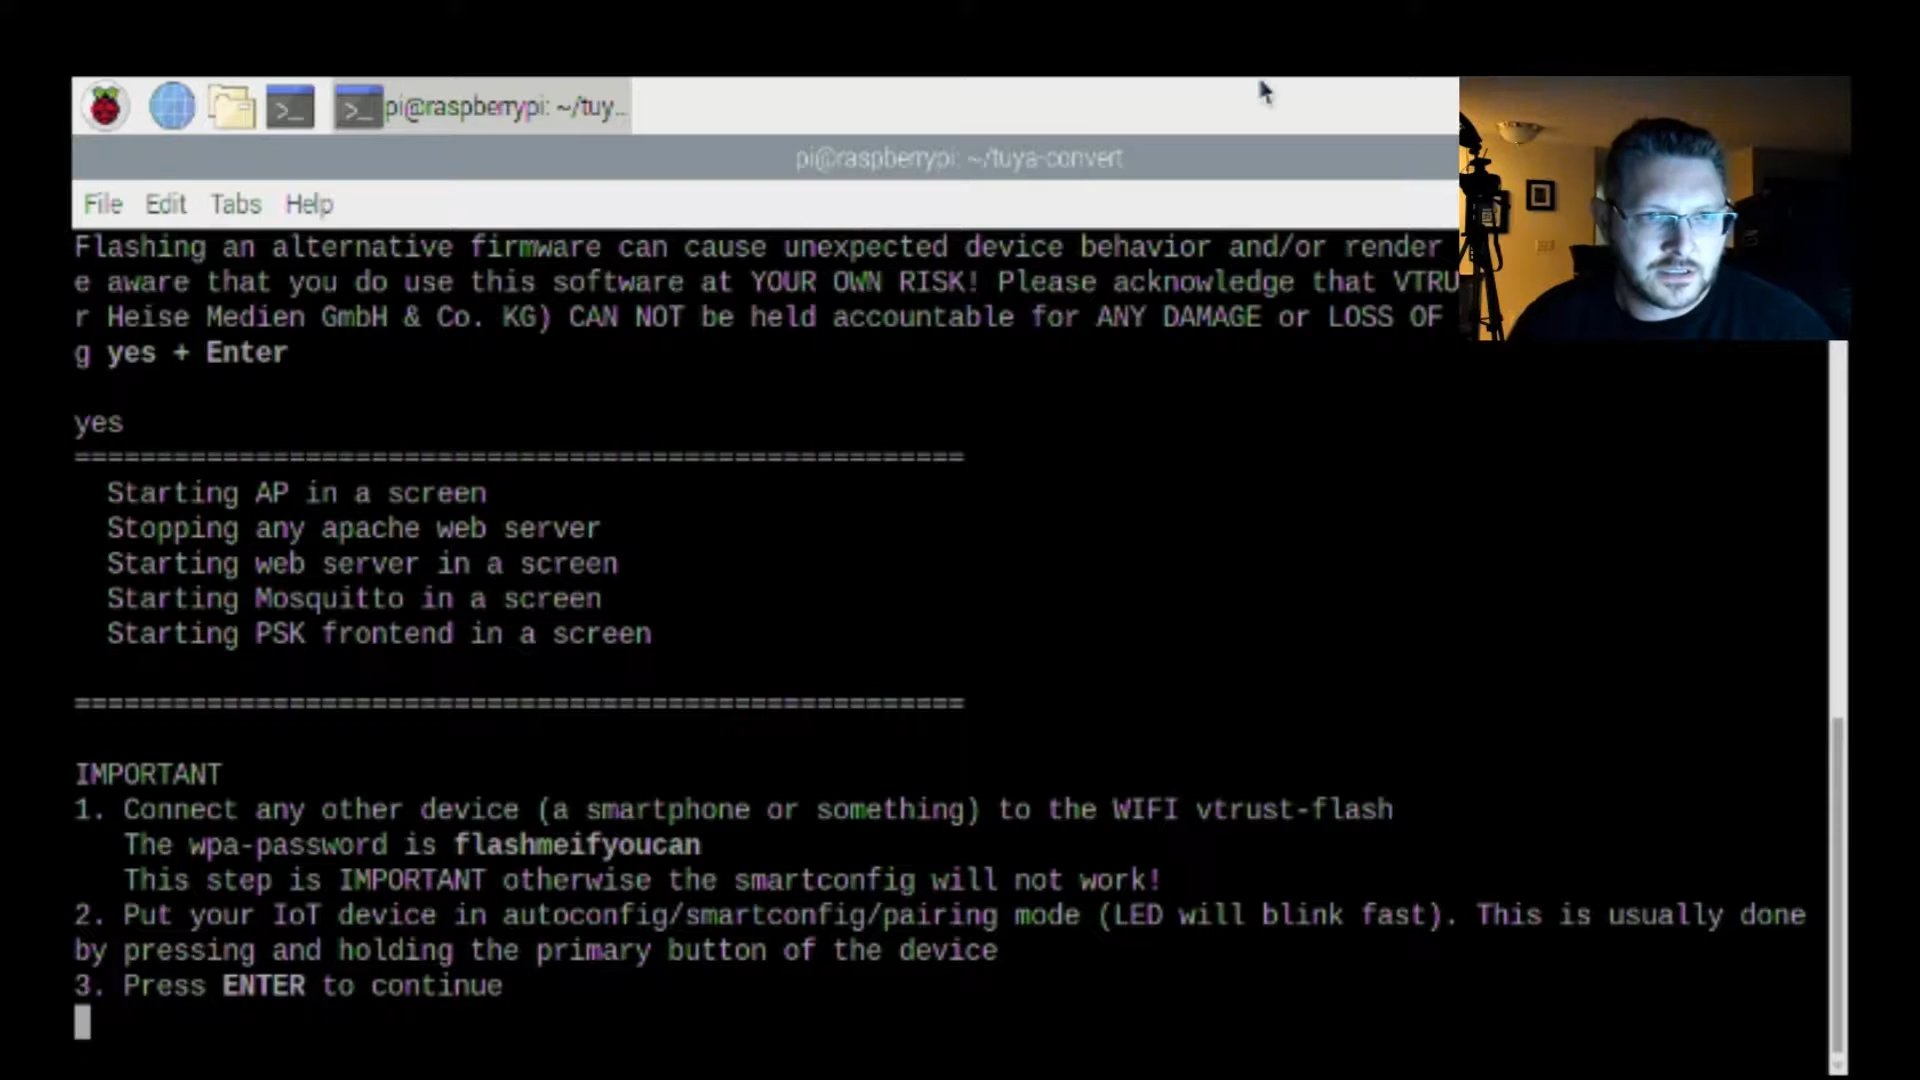 pi@raspberrypi: ~/tuy...
pi@raspberrypi: ~/tuya-convert
File Edit Tabs Help
Flashing an alternative firmware can cause unexpected device behavior and/or render
e aware that you do use this software at YOUR OWN RISK! Please acknowledge that VTRU
r Heise Medien GmbH & Co. KG) CAN NOT be held accountable for ANY DAMAGE or LOSS OF
g yes + Enter
yes
======================================================
Starting AP in a screen
Stopping any apache web server
Starting web server in a screen
Starting Mosquitto in a screen
Starting PSK frontend in a screen
======================================================
IMPORTANT
1. Connect any other device (a smartphone or something) to the WIFI vtrust-flash
The wpa-password is flashmeifyoucan
This step is IMPORTANT otherwise the smartconfig will not work!
2. Put your IoT device in autoconfig/smartconfig/pairing mode (LED will blink fast). This is usually done
by pressing and holding the primary button of the device
3. Press ENTER to continue